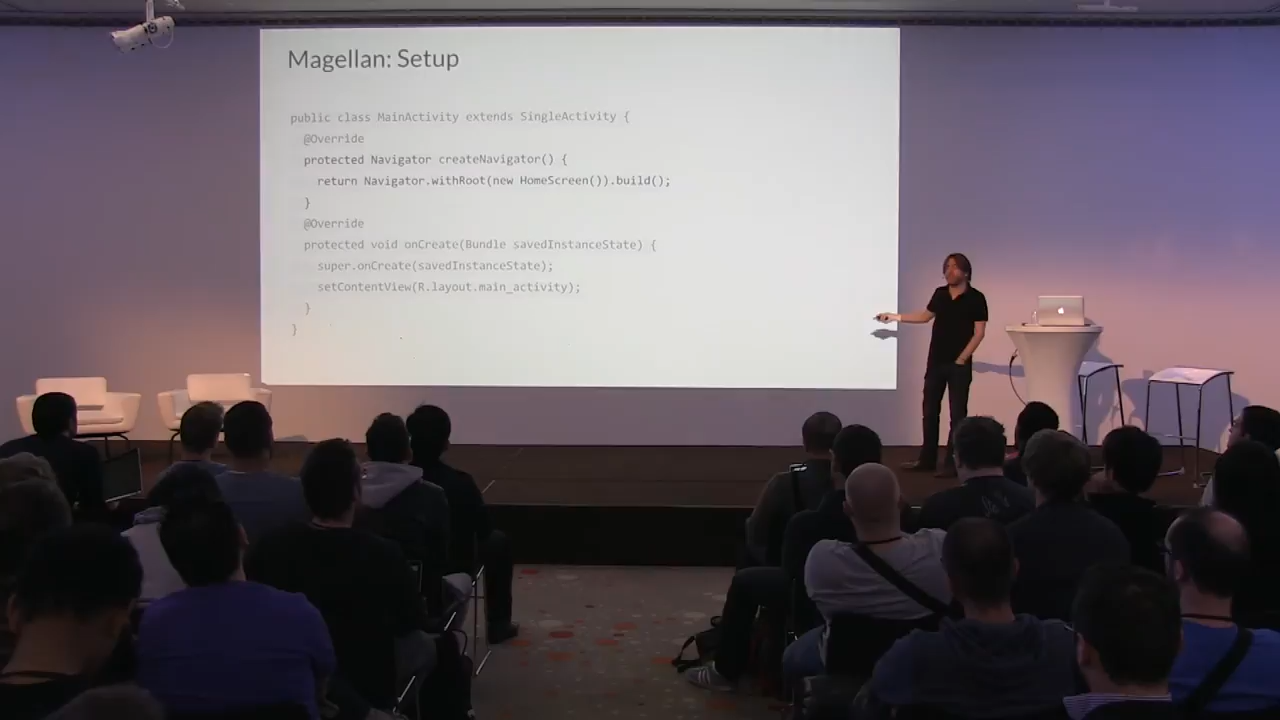 Magellan: Setup
public class MainActivity extends SingleActivity {
@Override
protected Navigator createNavigator() {
return Navigator.withRoot(new HomeScreen()).build();
}
@Override
protected void onCreate(Bundle savedInstanceState) {
super.onCreate(savedInstanceState);
setContentView(R.layout.main_activity);
}
}